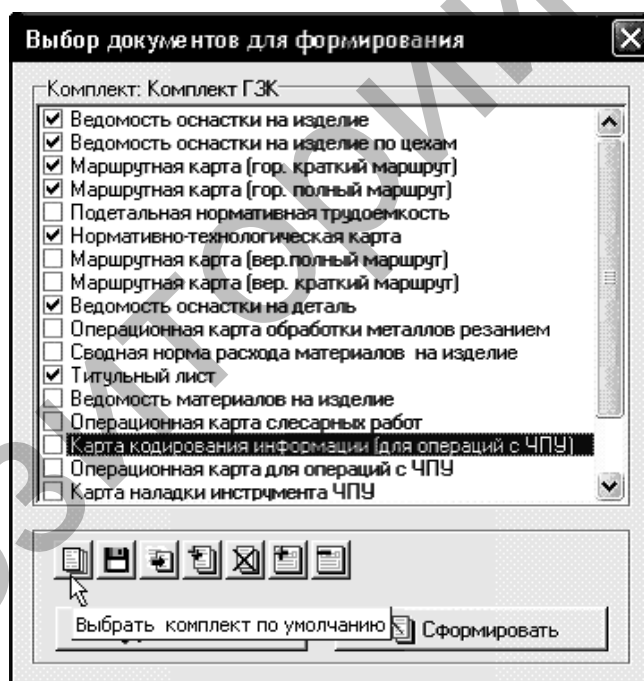 Выбор документов для формирования
Комплект: Комплект ГЗК
Ведомость оснастки на изделие
Ведомость оснастки на изделие по цехам
Маршрутная карта (гор. краткий маршрут)
Маршрутная карта (гор. полный маршрут)
Подетальная нормативная трудоемкость
Нормативно-технологическая карта
Маршрутная карта (вер.полный маршрут)
Маршрутная карта (вер. краткий маршрут)
Ведомость оснастки на деталь
Операционная карта обработки металлов резанием
Сводная норма расхода материалов на изделие
Титульный лист
Ведомость материалов на изделие
Операционная карта слесарных работ
Карта кодирования информации (для операций с ЧПУ)
Операционная карта для операций с ЧПУ
Карта наладки инструмента ЧПУ
Выбрать комплект по умолчанию
Сформировать